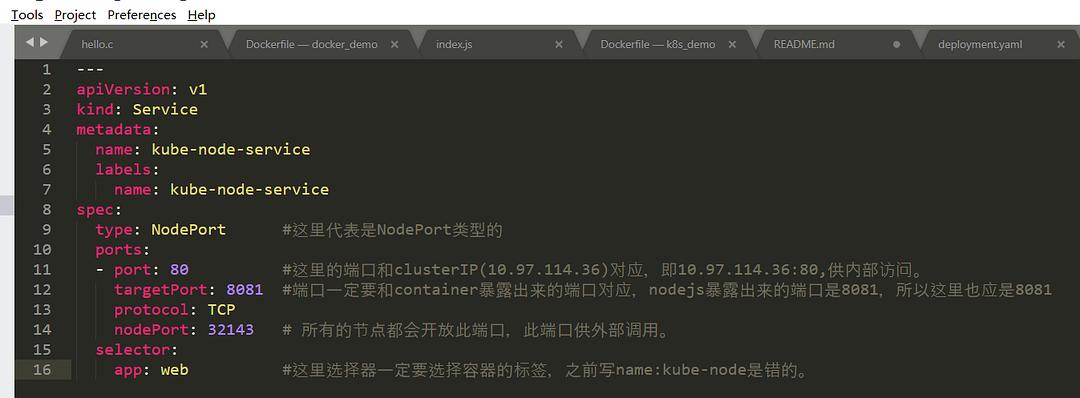 Tools Project Preferences Help
hello.c × Dockerfile — docker_demo × index.js × Dockerfile — k8s_demo × README.md deployment.yaml ×
1 ---
2 apiVersion: v1
3 kind: Service
4 metadata:
5   name: kube-node-service
6   labels:
7     name: kube-node-service
8 spec:
9   type: NodePort      #这里代表是NodePort类型的
10   ports:
11   - port: 80          #这里的端口和clusterIP(10.97.114.36)对应，即10.97.114.36:80,供内部访问。
12     targetPort: 8081  #端口一定要和container暴露出来的端口对应，nodejs暴露出来的端口是8081，所以这里也应是8081
13     protocol: TCP
14     nodePort: 32143   # 所有的节点都会开放此端口，此端口供外部调用。
15   selector:
16     app: web          #这里选择器一定要选择容器的标签，之前写name:kube-node是错的。